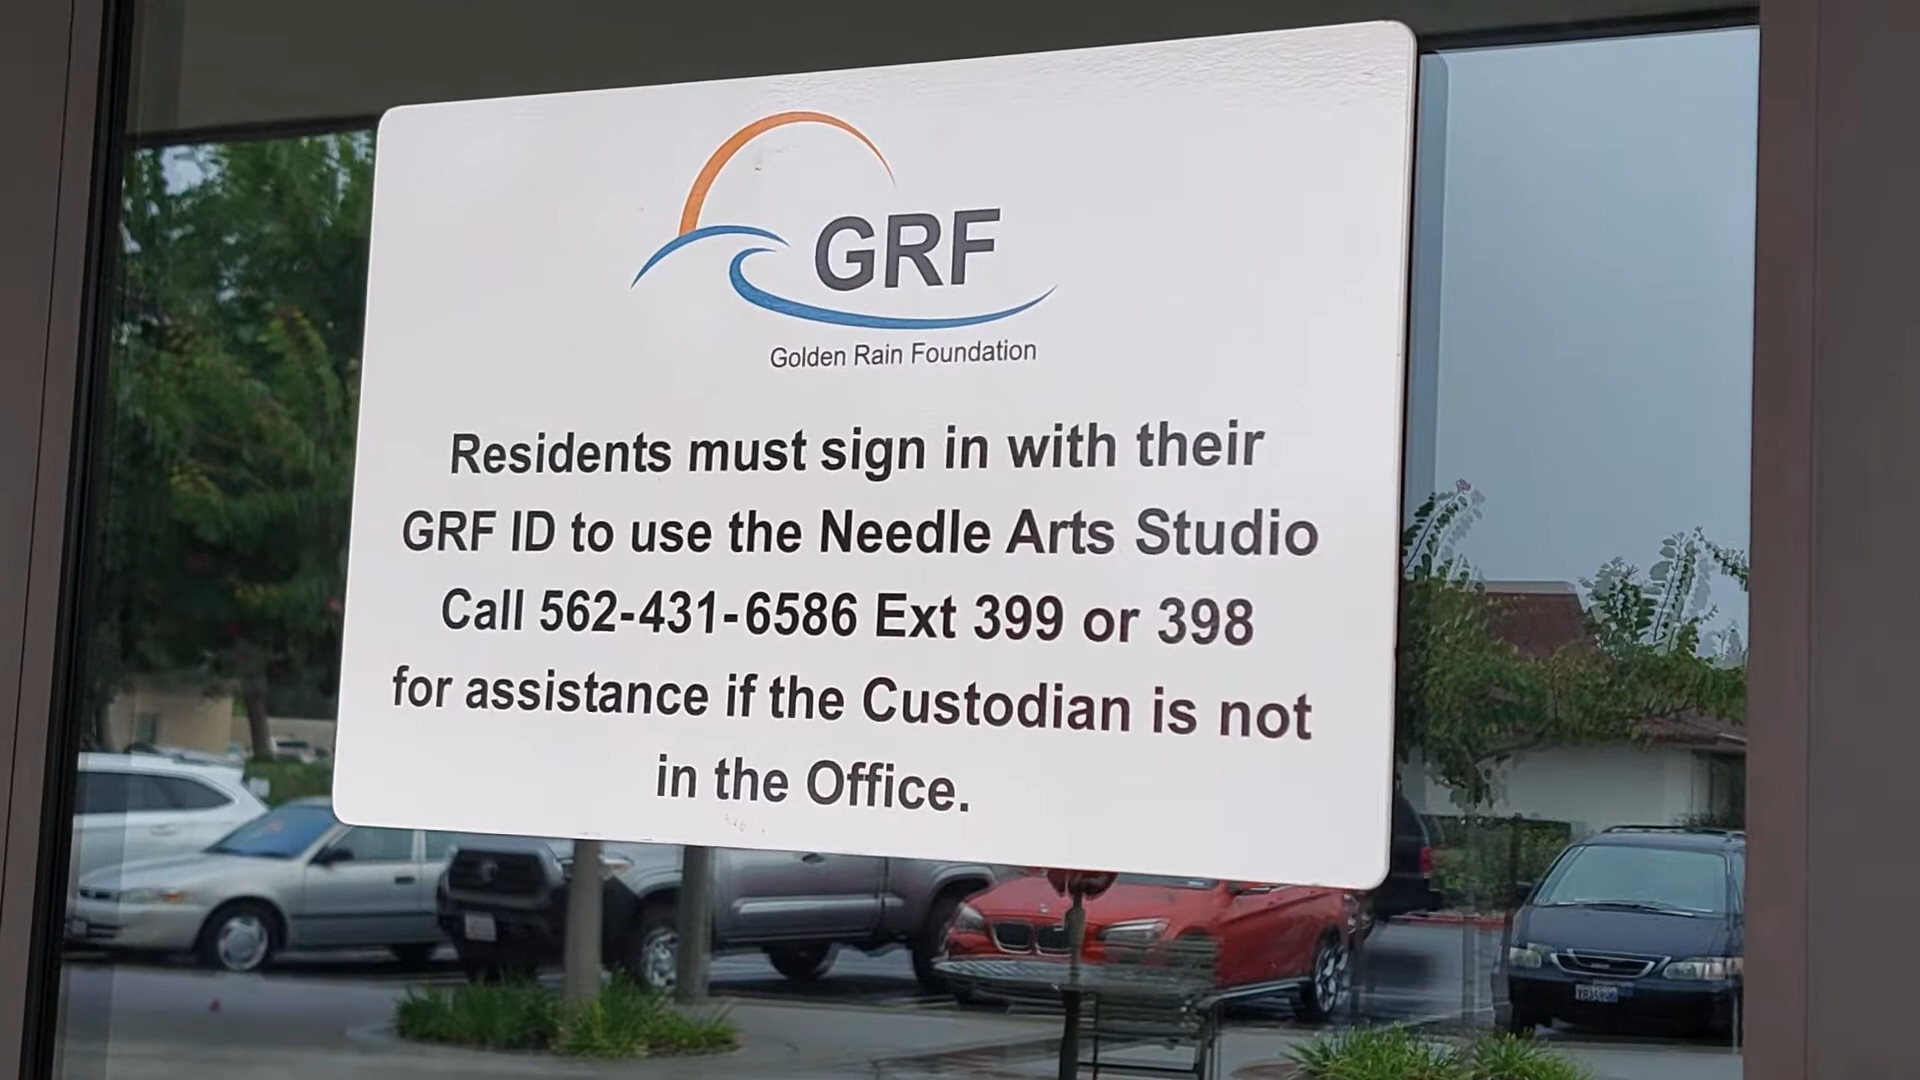 GRF
Golden Rain Foundation
Residents must sign in with their
GRF ID to use the Needle Arts Studio
Call 562-431-6586 Ext 399 or 398
for assistance if the Custodian is not
in the Office.